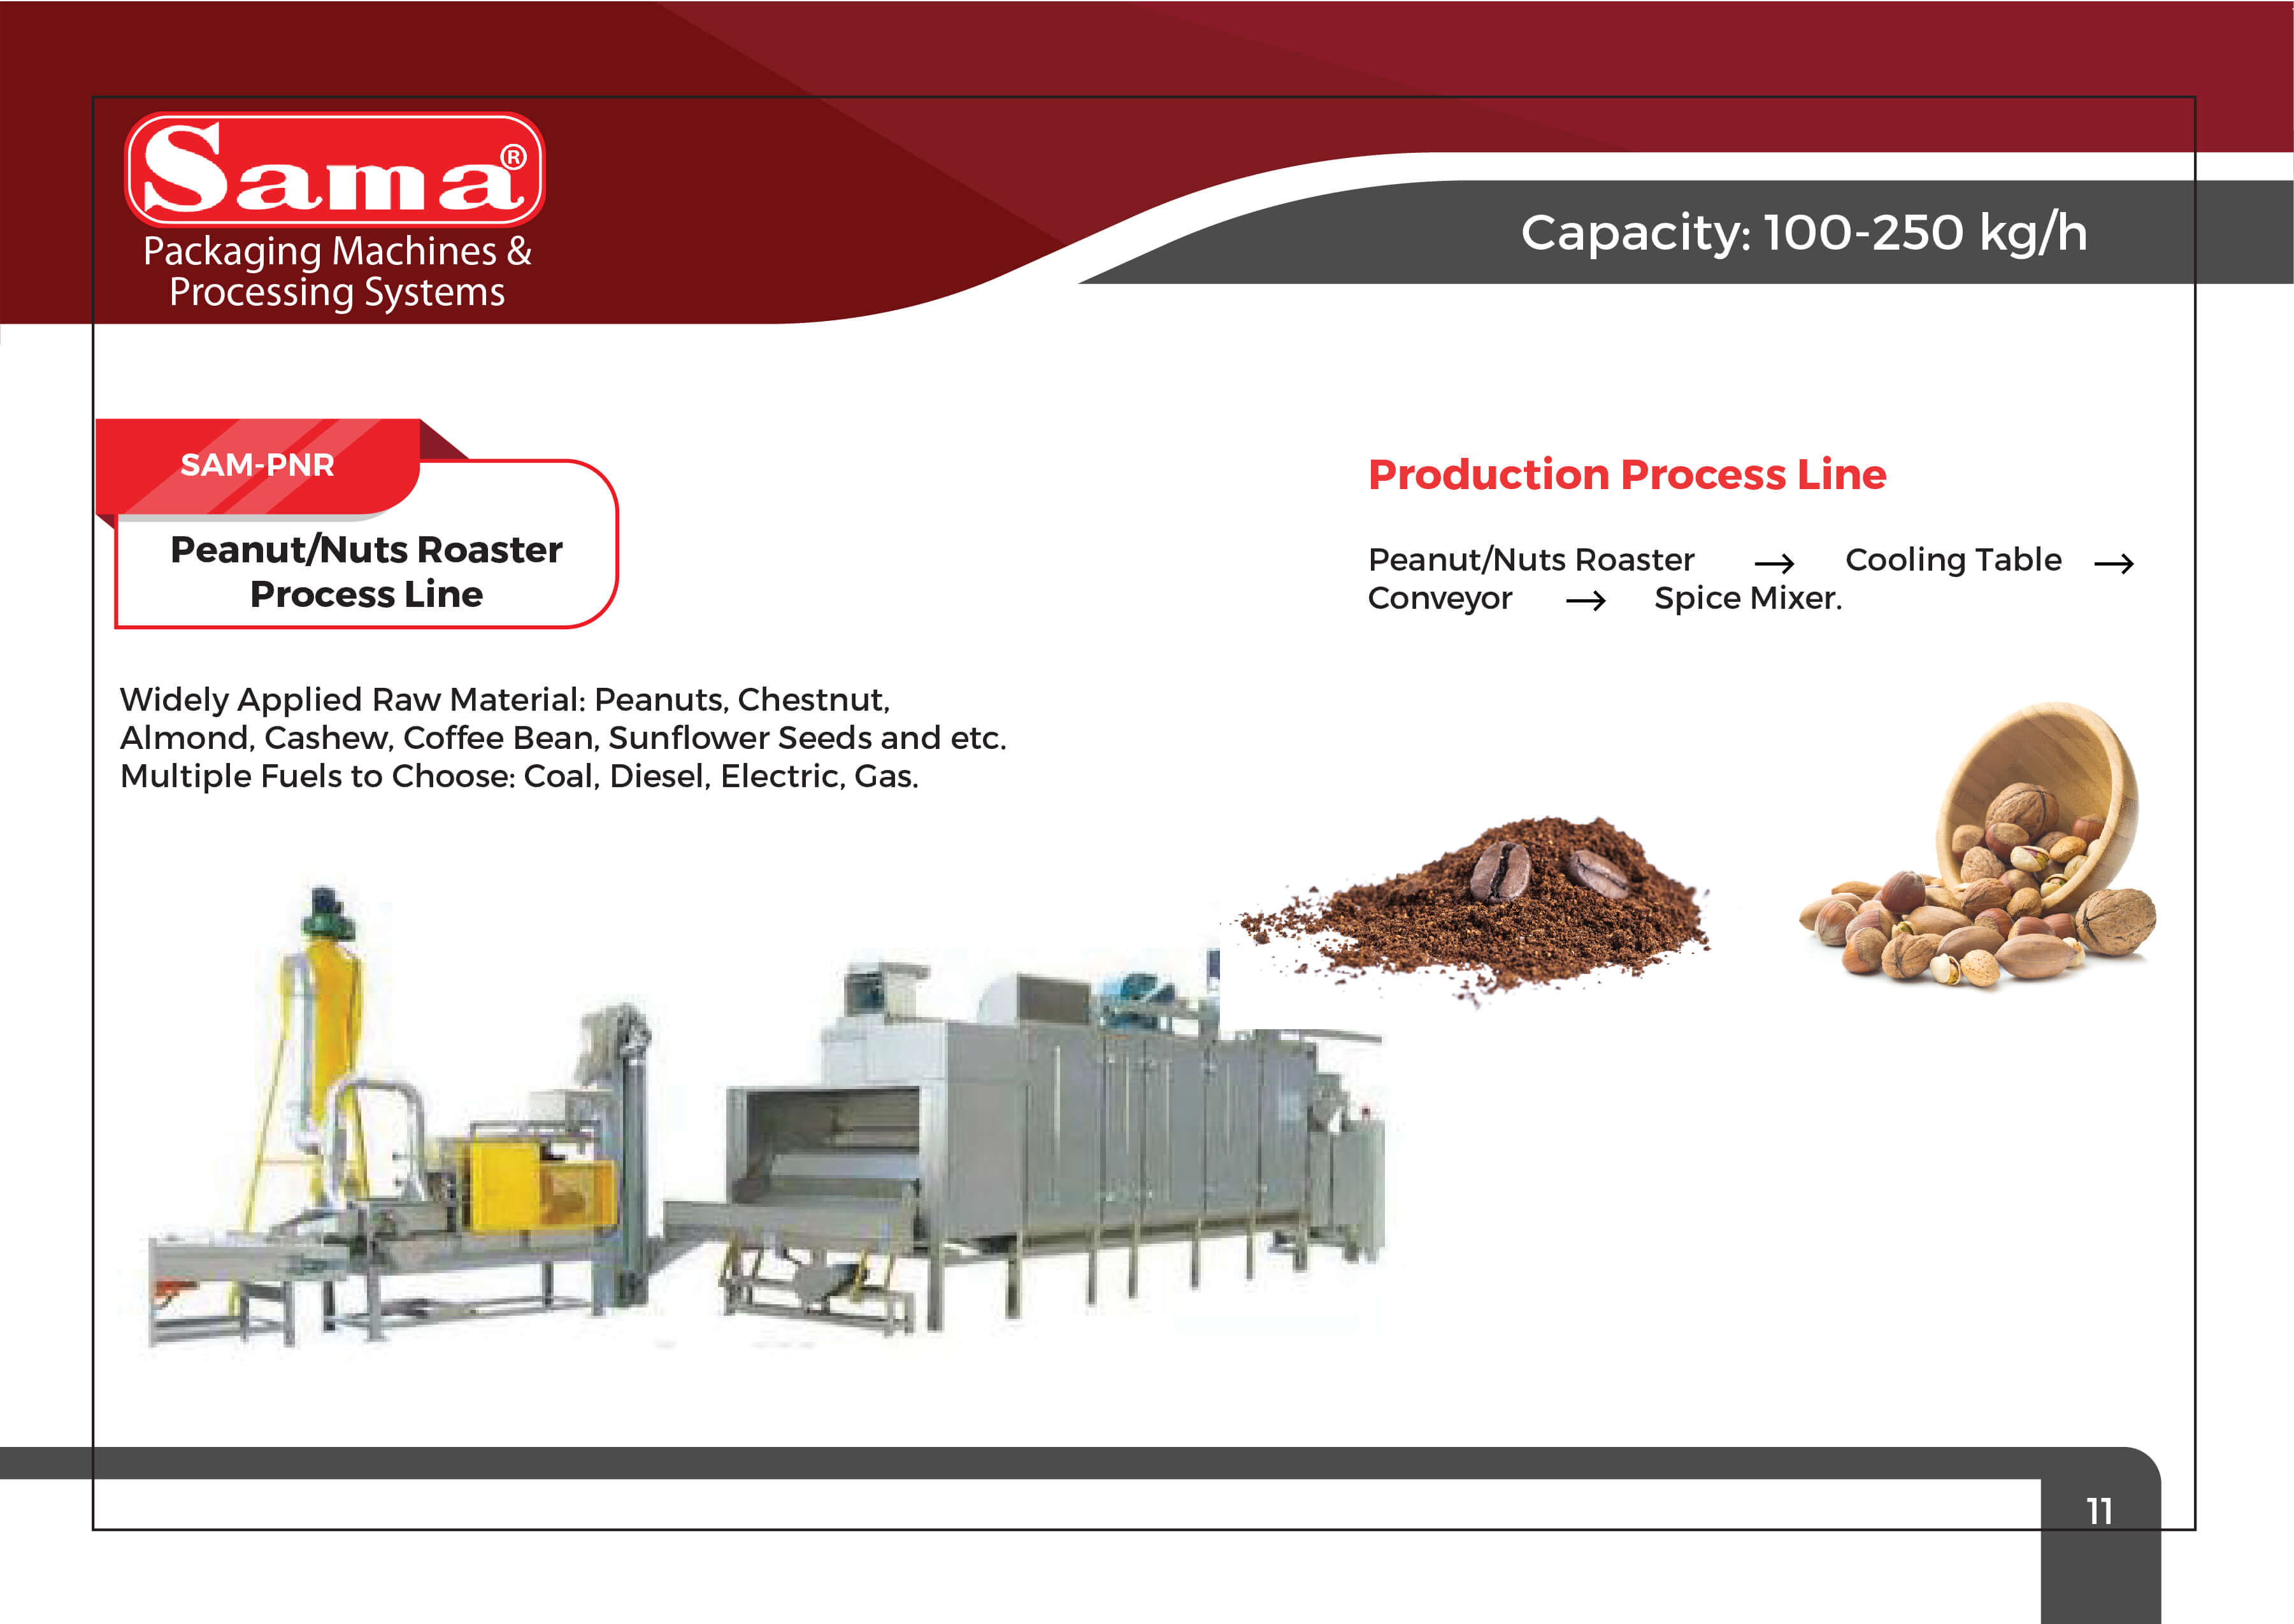 Sama®
Packaging Machines &
Processing Systems
Capacity: 100-250 kg/h
SAM-PNR
Peanut/Nuts Roaster
Process Line
Widely Applied Raw Material: Peanuts, Chestnut,
Almond, Cashew, Coffee Bean, Sunflower Seeds and etc.
Multiple Fuels to Choose: Coal, Diesel, Electric, Gas.
Production Process Line
Peanut/Nuts Roaster → Cooling Table →
Conveyor → Spice Mixer.
11